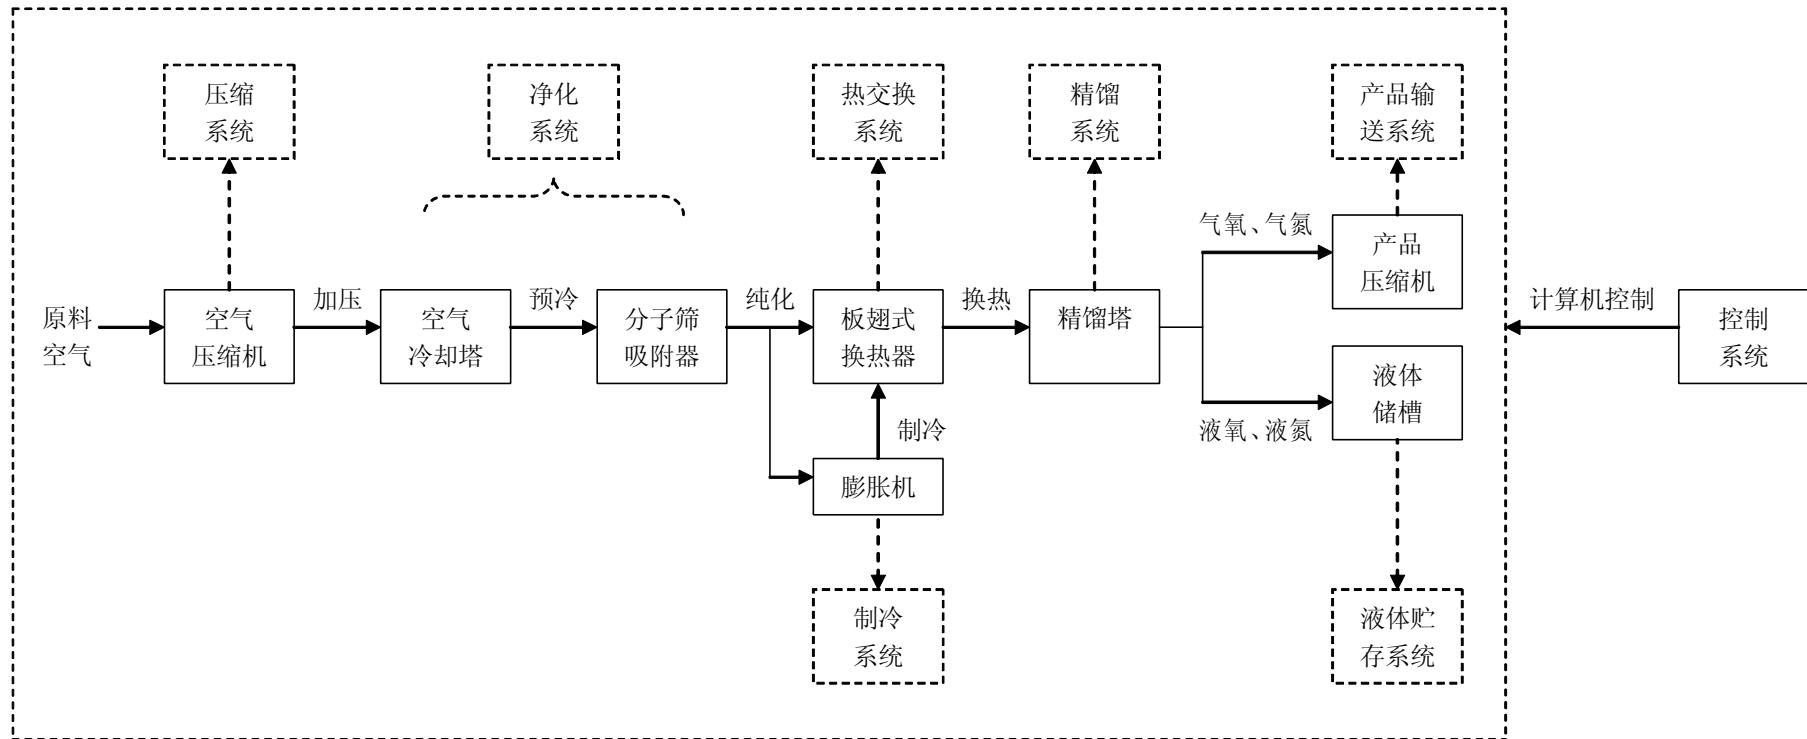 压缩
系统
净化
系统
热交换
系统
精馏
系统
产品输
送系统
气氧、气氮
产品
压缩机
原料
空气
空气
压缩机
加压
空气
冷却塔
预冷
分子筛
吸附器
纯化
板翅式
换热器
换热
精馏塔
计算机控制
控制
系统
液体
储槽
液氧、液氮
制冷
膨胀机
制冷
系统
液体贮
存系统